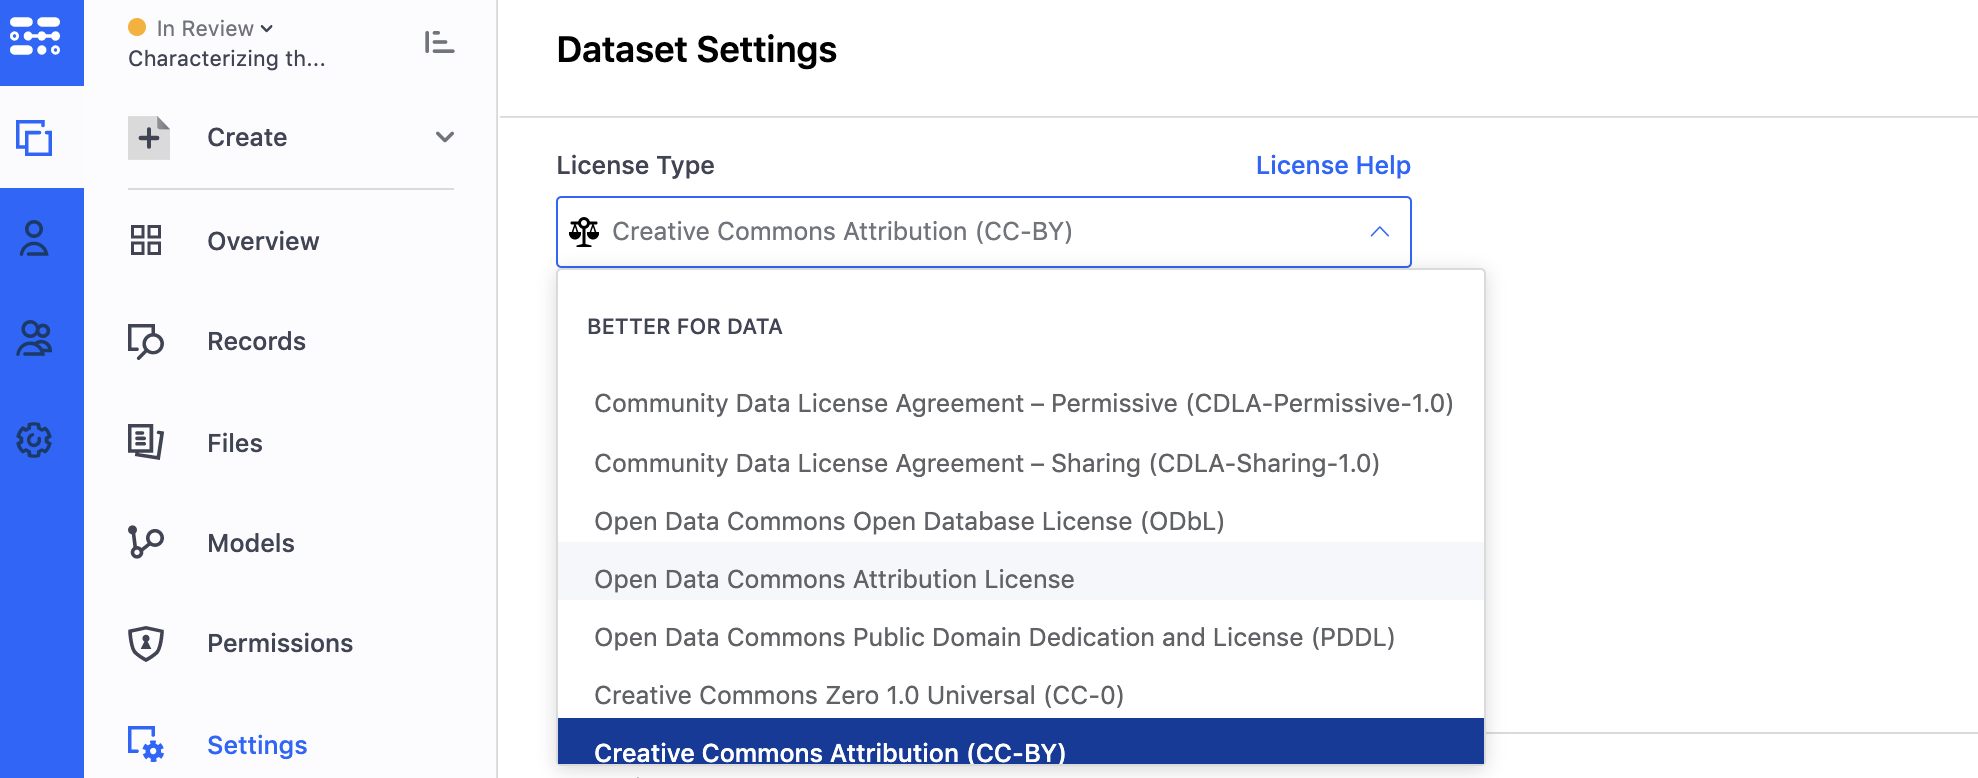 In Review
Characterizing th...
Create
Overview
Records
Files
Models
Permissions
Settings
Dataset Settings
License Type
License Help
Creative Commons Attribution (CC-BY)
BETTER FOR DATA
Community Data License Agreement – Permissive (CDLA-Permissive-1.0)
Community Data License Agreement – Sharing (CDLA-Sharing-1.0)
Open Data Commons Open Database License (ODbL)
Open Data Commons Attribution License
Open Data Commons Public Domain Dedication and License (PDDL)
Creative Commons Zero 1.0 Universal (CC-0)
Creative Commons Attribution (CC-BY)